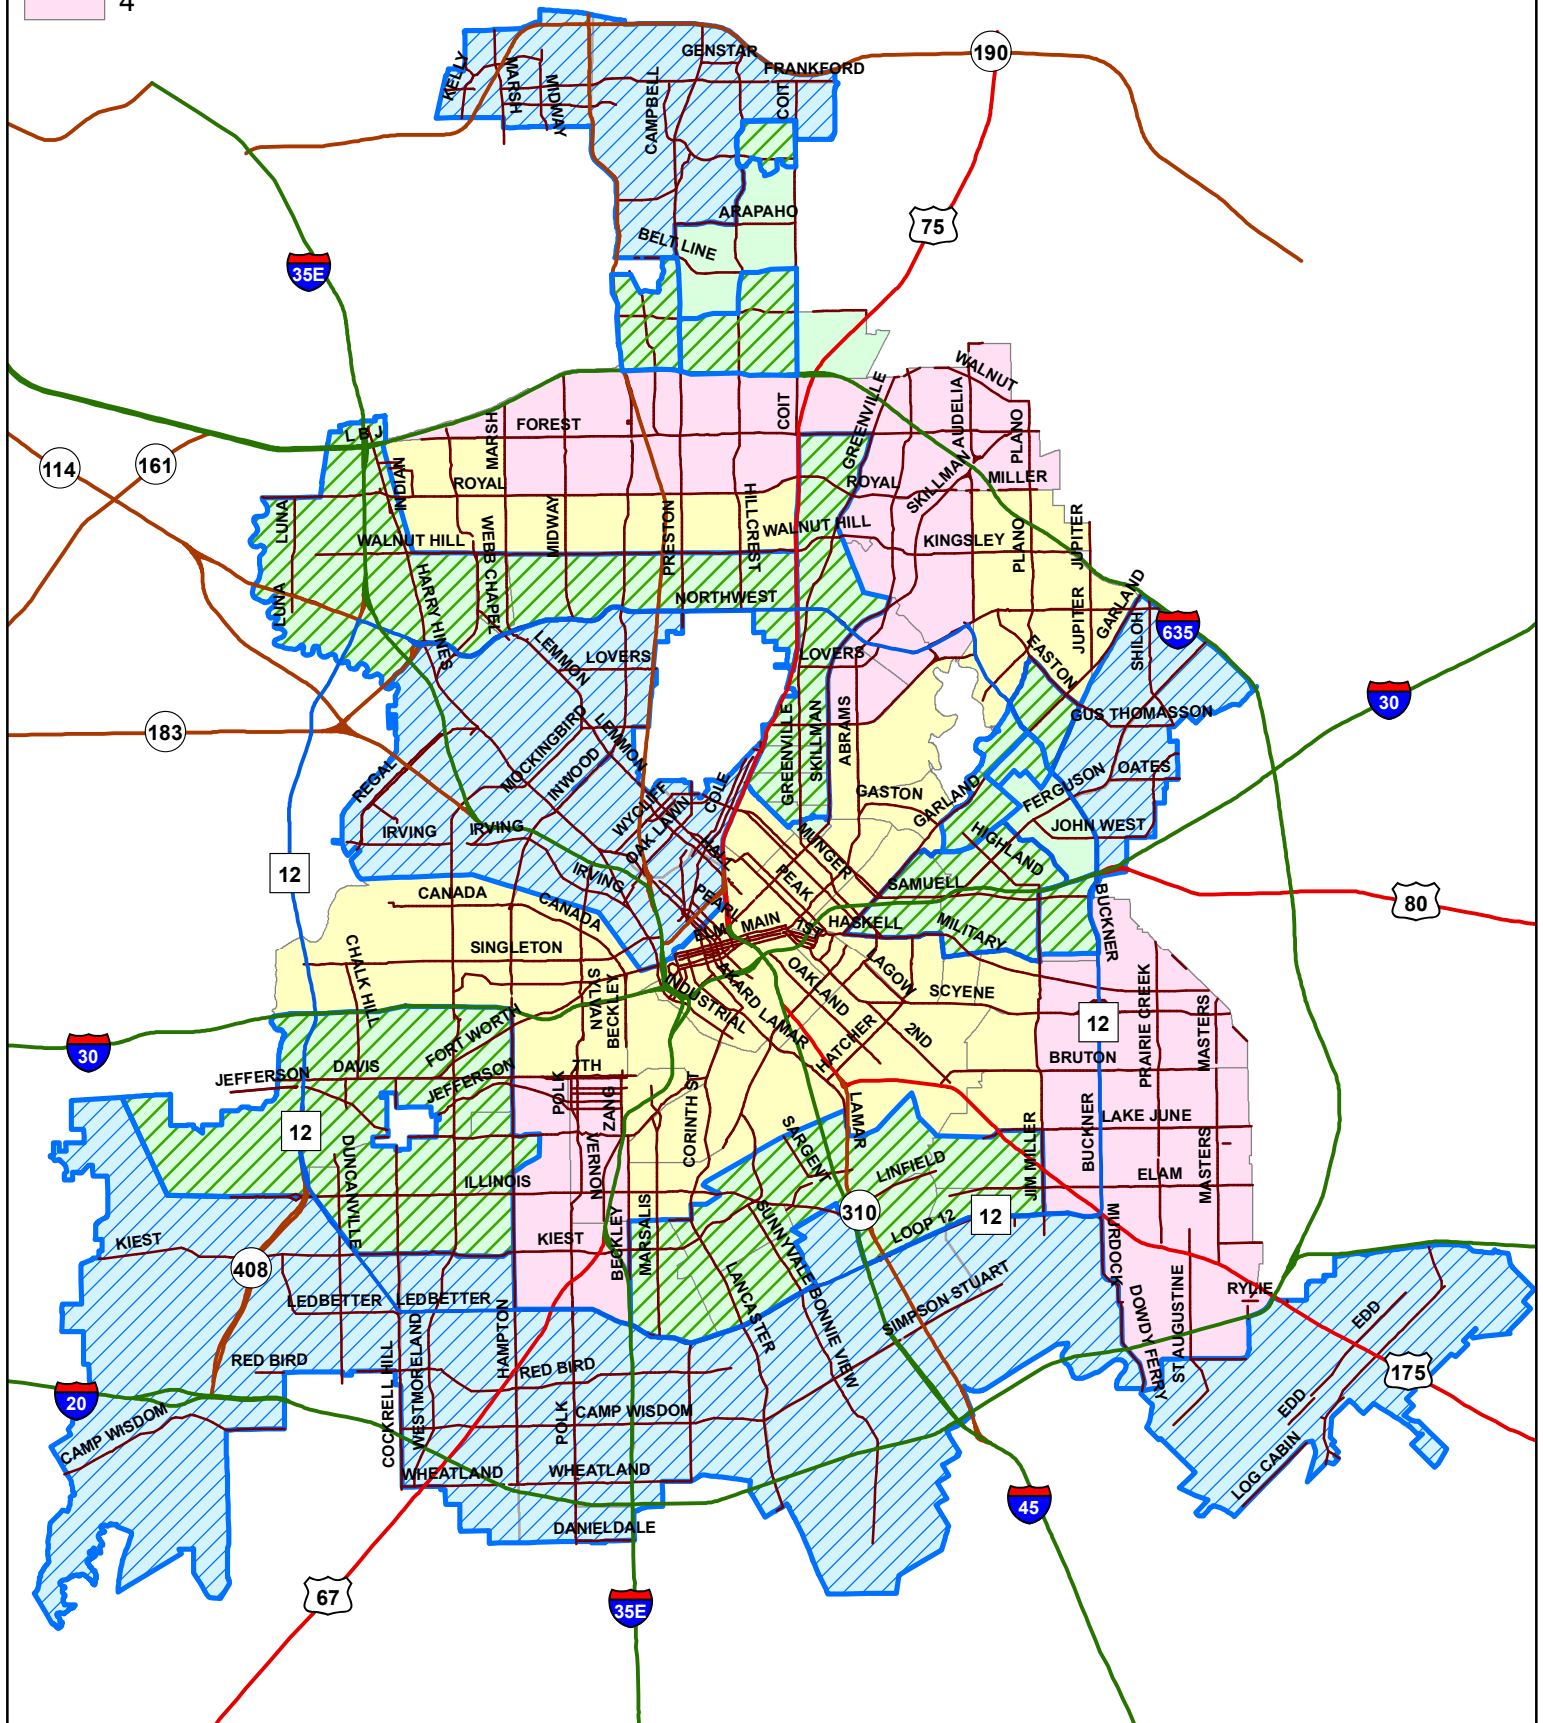 4
GENSTAR
FRANKFORD
KELLY
MARSH
MIDWAY
CAMPBELL
COIT
190
ARAPAHO
75
BELT LINE
35E
WALNUT
GREENVILLE
AUDELIA
PLANO
COIT
FOREST
MARSH
L B J
114
161
INDIAN
ROYAL
ROYAL
SKILLMAN
MILLER
LUNA
MIDWAY
PRESTON
HILLCREST
WALNUT HILL
WALNUT HILL
WEBB CHAPEL
KINGSLEY
PLANO
JUPITER
HARRY HINES
NORTHWEST
LUNA
JUPITER
GARLAND
SHILOH
635
LEMMON
LOVERS
LOVERS
EASTON
30
183
GUS THOMASSON
MOCKINGBIRD
LEMMON
GREENVILLE
SKILLMAN
ABRAMS
REGAL
INWOOD
OATES
FERGUSON
WYCLIFF
COLE
GASTON
GARLAND
IRVING
IRVING
OAK LAWN
JOHN WEST
HALL
MUNGER
HIGHLAND
12
IRVING
PEAK
SAMUELL
CANADA
CANADA
PEARL
BUCKNER
80
ELM
MAIN
1ST
HASKELL
MILITARY
SINGLETON
CHALK HILL
SYLVAN
BECKLEY
INDUSTRIAL
AKARD
LAMAR
OAKLAND
LAGOW
SCYENE
PRAIRIE CREEK
MASTERS
12
30
FORT WORTH
HATCHER
2ND
BRUTON
JEFFERSON
DAVIS
JEFFERSON
7TH
POLK
ZANG
CORINTH ST
LAMAR
LAKE JUNE
12
DUNCANVILLE
VERNON
SARGENT
LINFIELD
JIM MILLER
BUCKNER
MASTERS
ELAM
ILLINOIS
310
LOOP 12
12
KIEST
KIEST
BECKLEY
MARSALIS
SUNNYVALE
MURDOCK
408
LANCASTER
BONNIE VIEW
SIMPSON STUART
LEDBETTER
LEDBETTER
HAMPTON
DOWDY FERRY
ST AUGUSTINE
RYLIE
EDD
RED BIRD
COCKRELL HILL
WESTMORELAND
RED BIRD
175
20
CAMP WISDOM
POLK
CAMP WISDOM
EDD
LOG CABIN
WHEATLAND
WHEATLAND
45
DANIELDALE
67
35E